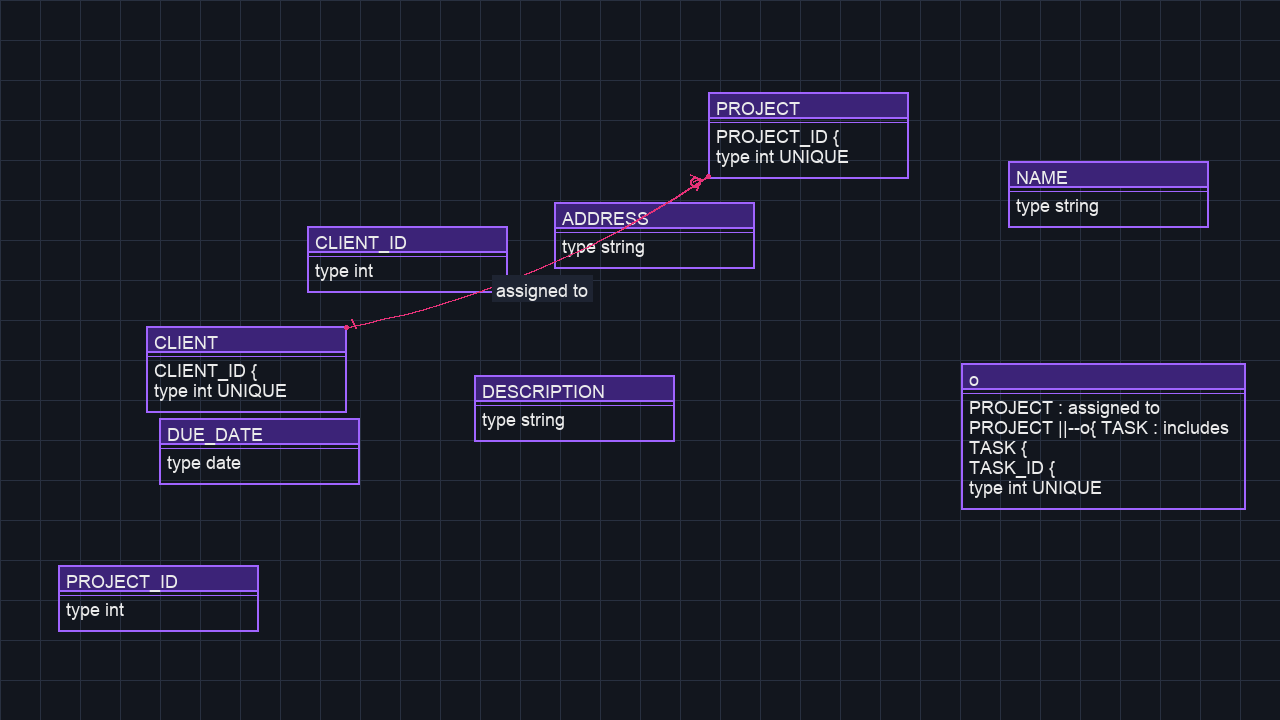 PROJECT
PROJECT_ID {
type int UNIQUE
NAME
type string
ADDRESS
type string
CLIENT_ID
type int
assigned to
CLIENT
CLIENT_ID {
type int UNIQUE
DESCRIPTION
type string
o
PROJECT : assigned to
PROJECT ||--o{ TASK : includes
TASK {
TASK_ID {
type int UNIQUE
DUE_DATE
type date
PROJECT_ID
type int